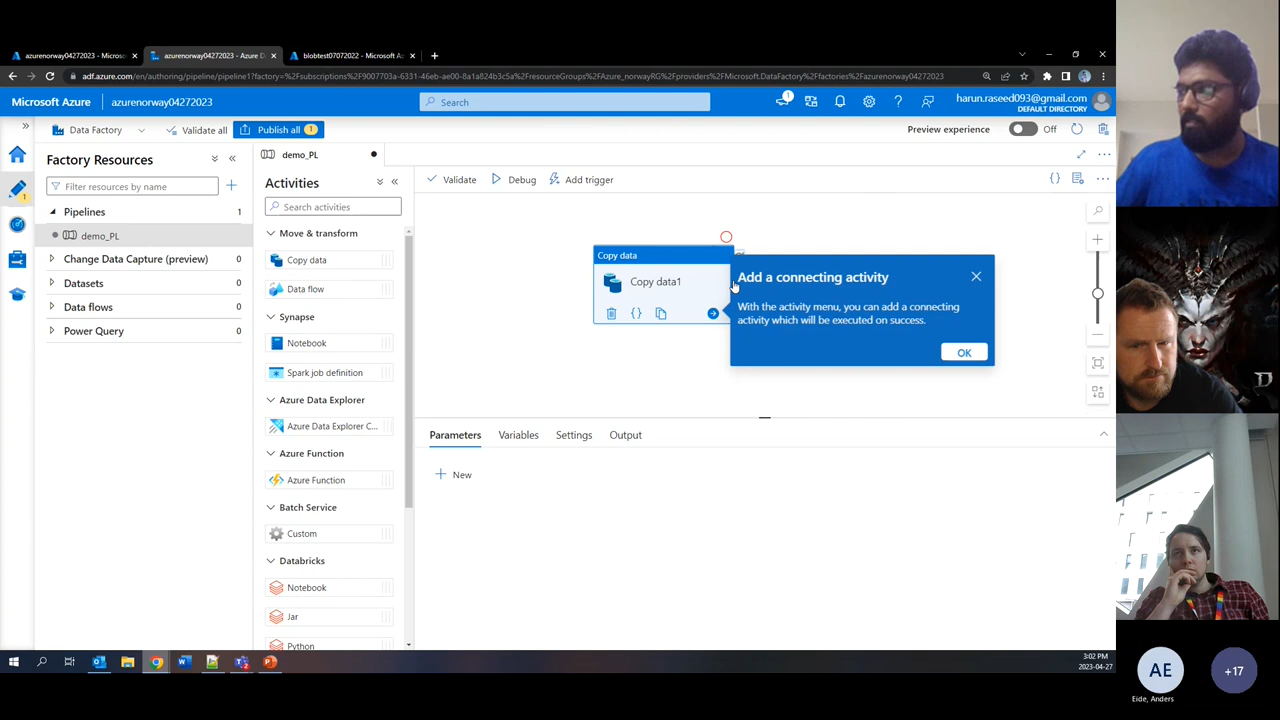 azurenorway04272023 - Microso
azurenorway04272023 - Azure D
blobtest07072022 - Microsoft A
adf.azure.com/en/authoring/pipeline/pipeline1?factory=%2Fsubscriptions%2F9007703a-6331-46eb-ae00-8a1a824b3c5a%2FresourceGroups%2FAzure_norwayRG%2Fproviders%2FMicrosoft.DataFactory%2Ffactories%2Fazurenorway04272023
Microsoft Azure
azurenorway04272023
Search
1
harun.raseed093@gmail.com
DEFAULT DIRECTORY
Data Factory
Validate all
Publish all 1
Preview experience
Off
Factory Resources
Filter resources by name
Pipelines 1
demo_PL
Change Data Capture (preview) 0
Datasets 0
Data flows 0
Power Query 0
1
demo_PL
Activities
Search activities
Move & transform
Copy data
Data flow
Synapse
Notebook
Spark job definition
Azure Data Explorer
Azure Data Explorer C...
Azure Function
Azure Function
Batch Service
Custom
Databricks
Notebook
Jar
Python
Validate
Debug
Add trigger
Copy data
Copy data1
Add a connecting activity
With the activity menu, you can add a connecting
activity which will be executed on success.
OK
Parameters
Variables
Settings
Output
New
3:02 PM
2023-04-27
AE
Eide, Anders
+17